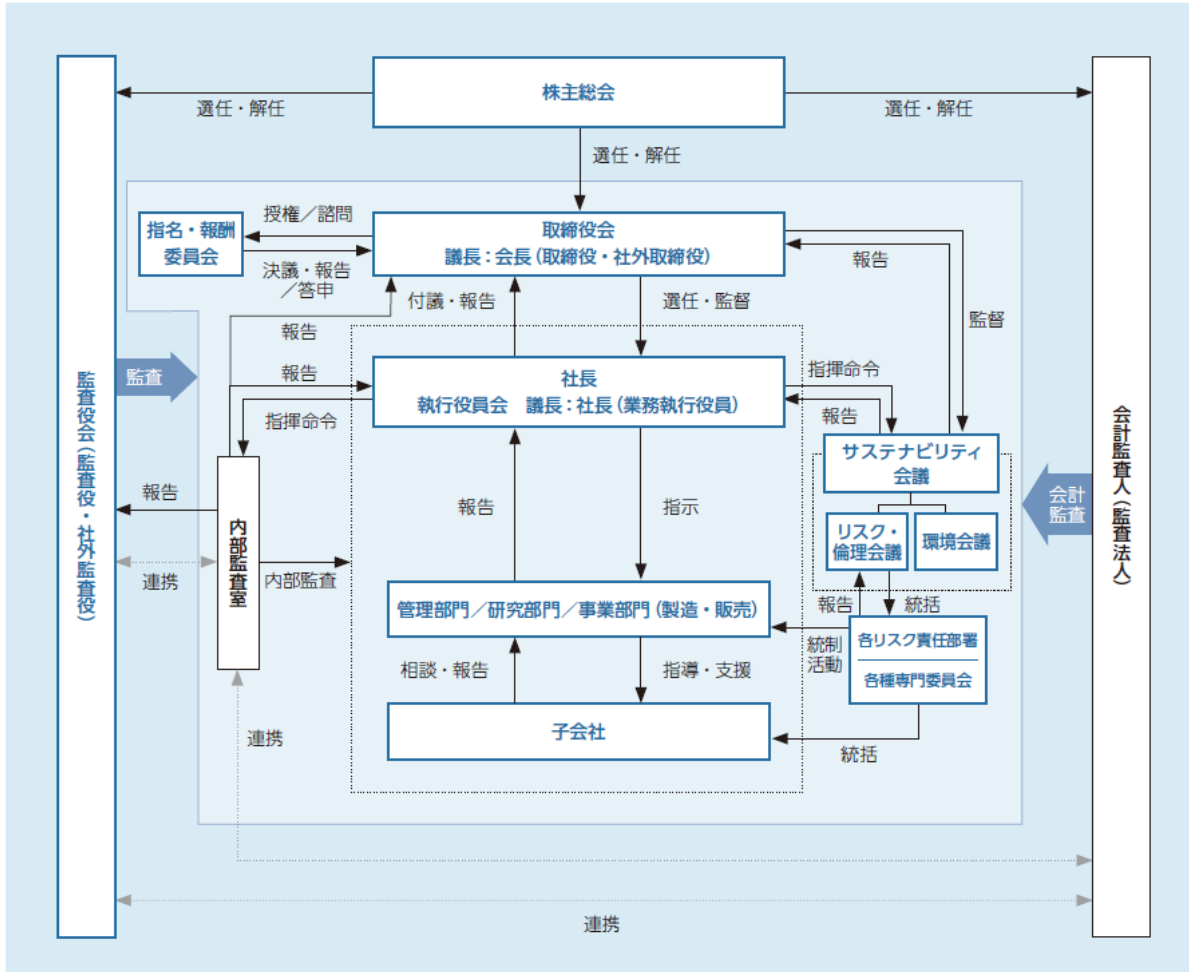 株主総会
選任・解任
選任・解任
選任・解任
指名・報酬
委員会
授権／諮問
決議・報告
／答申
取締役会
議長：会長（取締役・社外取締役）
報告
監督
報告
付議・報告
選任・監督
監査
報告
指揮命令
社長
執行役員会　議長：社長（業務執行役員）
指揮命令
報告
監査役会（監査役・社外監査役）
会計監査人（監査法人）
サステナビリティ
会議
リスク・
倫理会議
環境会議
会計
監査
報告
連携
内部監査室
内部監査
報告
指示
報告
統括
管理部門／研究部門／事業部門（製造・販売）
統制
活動
各リスク責任部署
各種専門委員会
相談・報告
指導・支援
子会社
統括
連携
連携